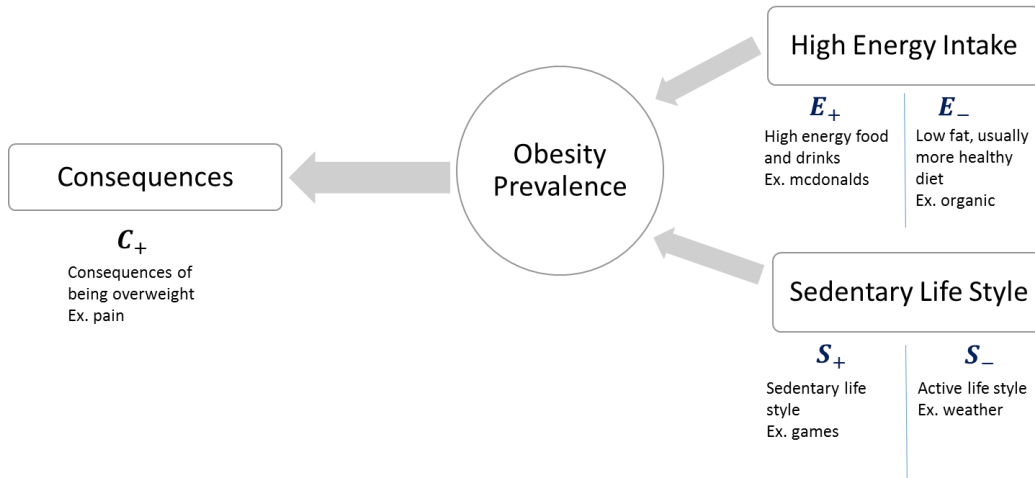 High Energy Intake
E+
High energy food
and drinks
Ex. mcdonalds
E−
Low fat, usually
more healthy
diet
Ex. organic
Obesity
Prevalence
Consequences
C+
Consequences of
being overweight
Ex. pain
Sedentary Life Style
S+
Sedentary life
style
Ex. games
S−
Active life style
Ex. weather